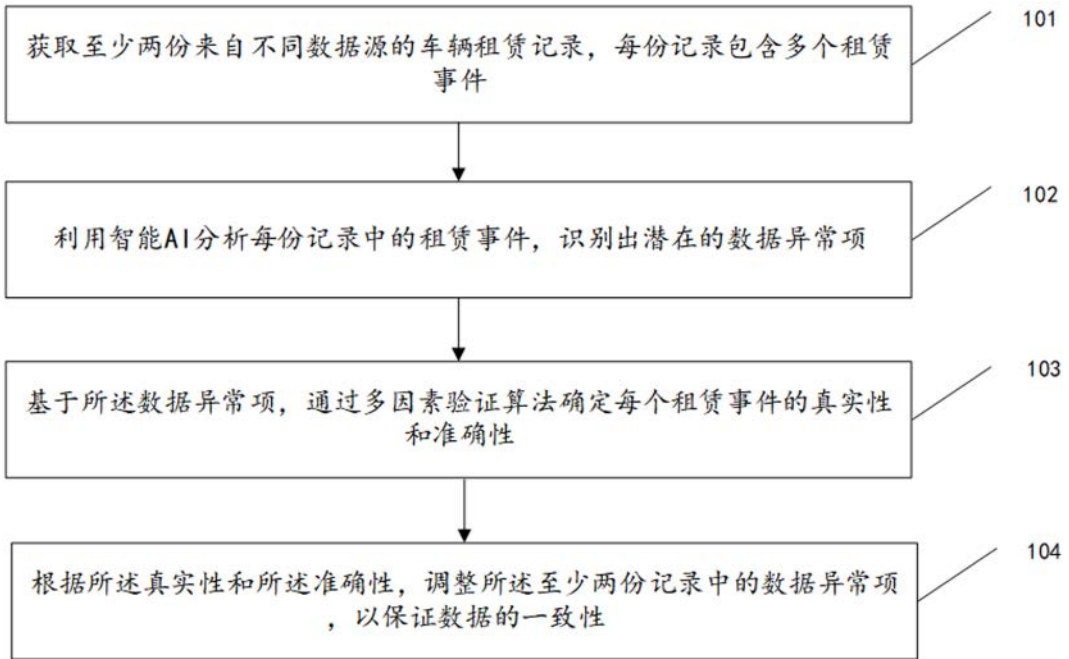 获取至少两份来自不同数据源的车辆租赁记录，每份记录包含多个租赁
事件
101
利用智能AI分析每份记录中的租赁事件，识别出潜在的数据异常项
102
基于所述数据异常项，通过多因素验证算法确定每个租赁事件的真实性
和准确性
103
根据所述真实性和所述准确性，调整所述至少两份记录中的数据异常项
，以保证数据的一致性
104